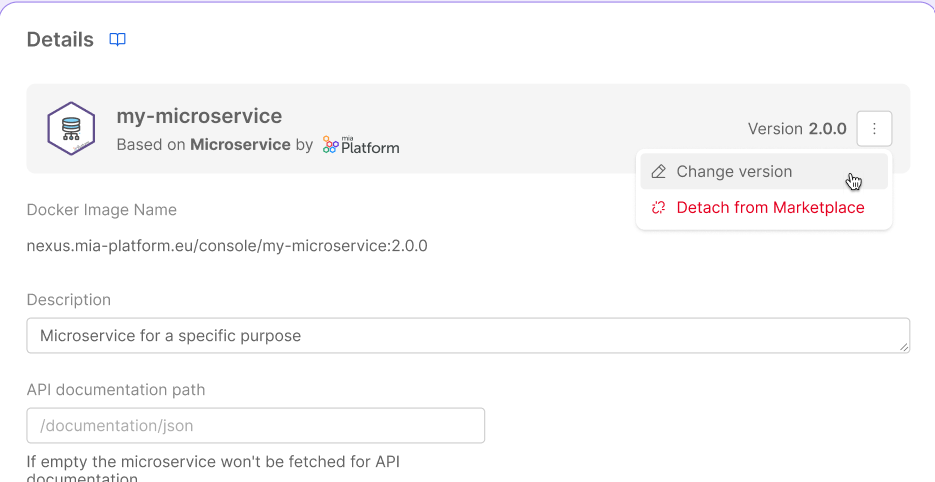 Details
my-microservice
Based on Microservice by mia Platform
Version 2.0.0
Change version
Detach from Marketplace
Docker Image Name
nexus.mia-platform.eu/console/my-microservice:2.0.0
Description
Microservice for a specific purpose
API documentation path
/documentation/json
If empty the microservice won't be fetched for API
documentation